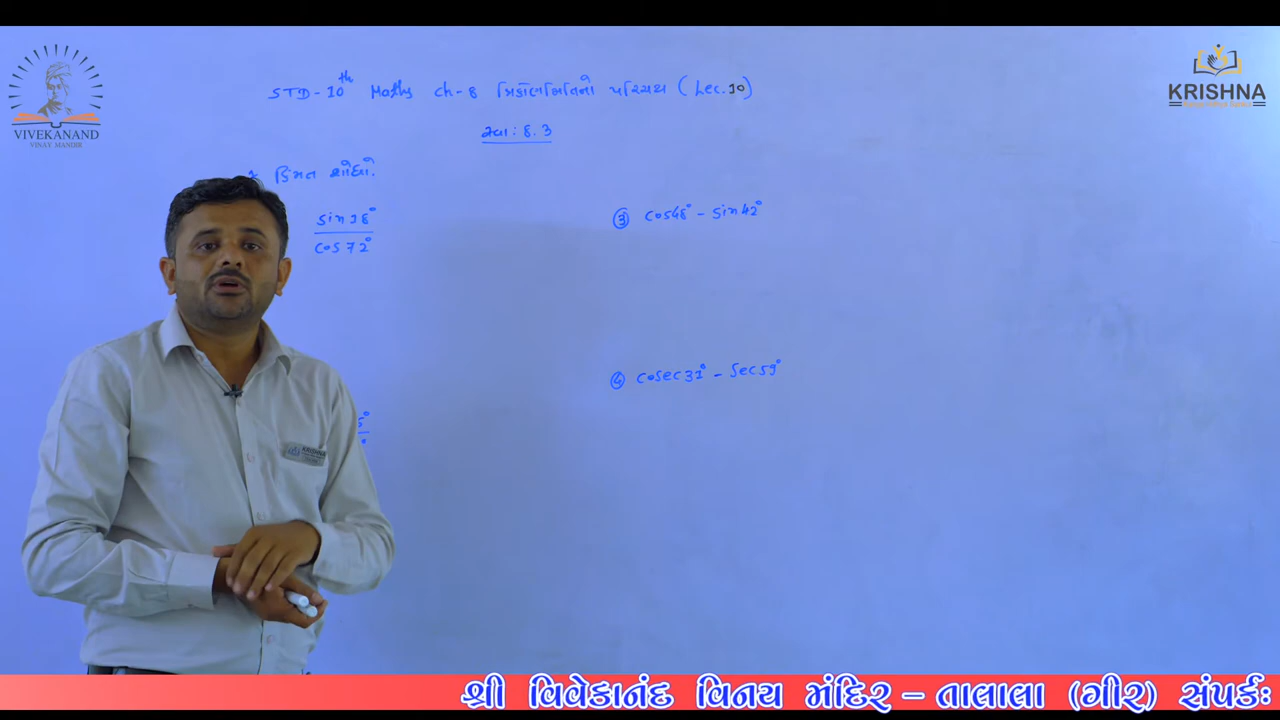 VIVEKANAND
VINAY MANDIR
KRISHNA
STD-10th Maths ch-8 ત્રિકોણમિતિનો પરિચય (Lec.10)
સ્વા: 8.3
કિંમત શોધો.
sin18°
cos72°
③ cos48° - sin42°
④ cosec31° - sec59°
KRISHNA
શ્રી વિવેકાનંદ વિનય મંદિર – તાલાલા (ગીર) સંપર્કઃ